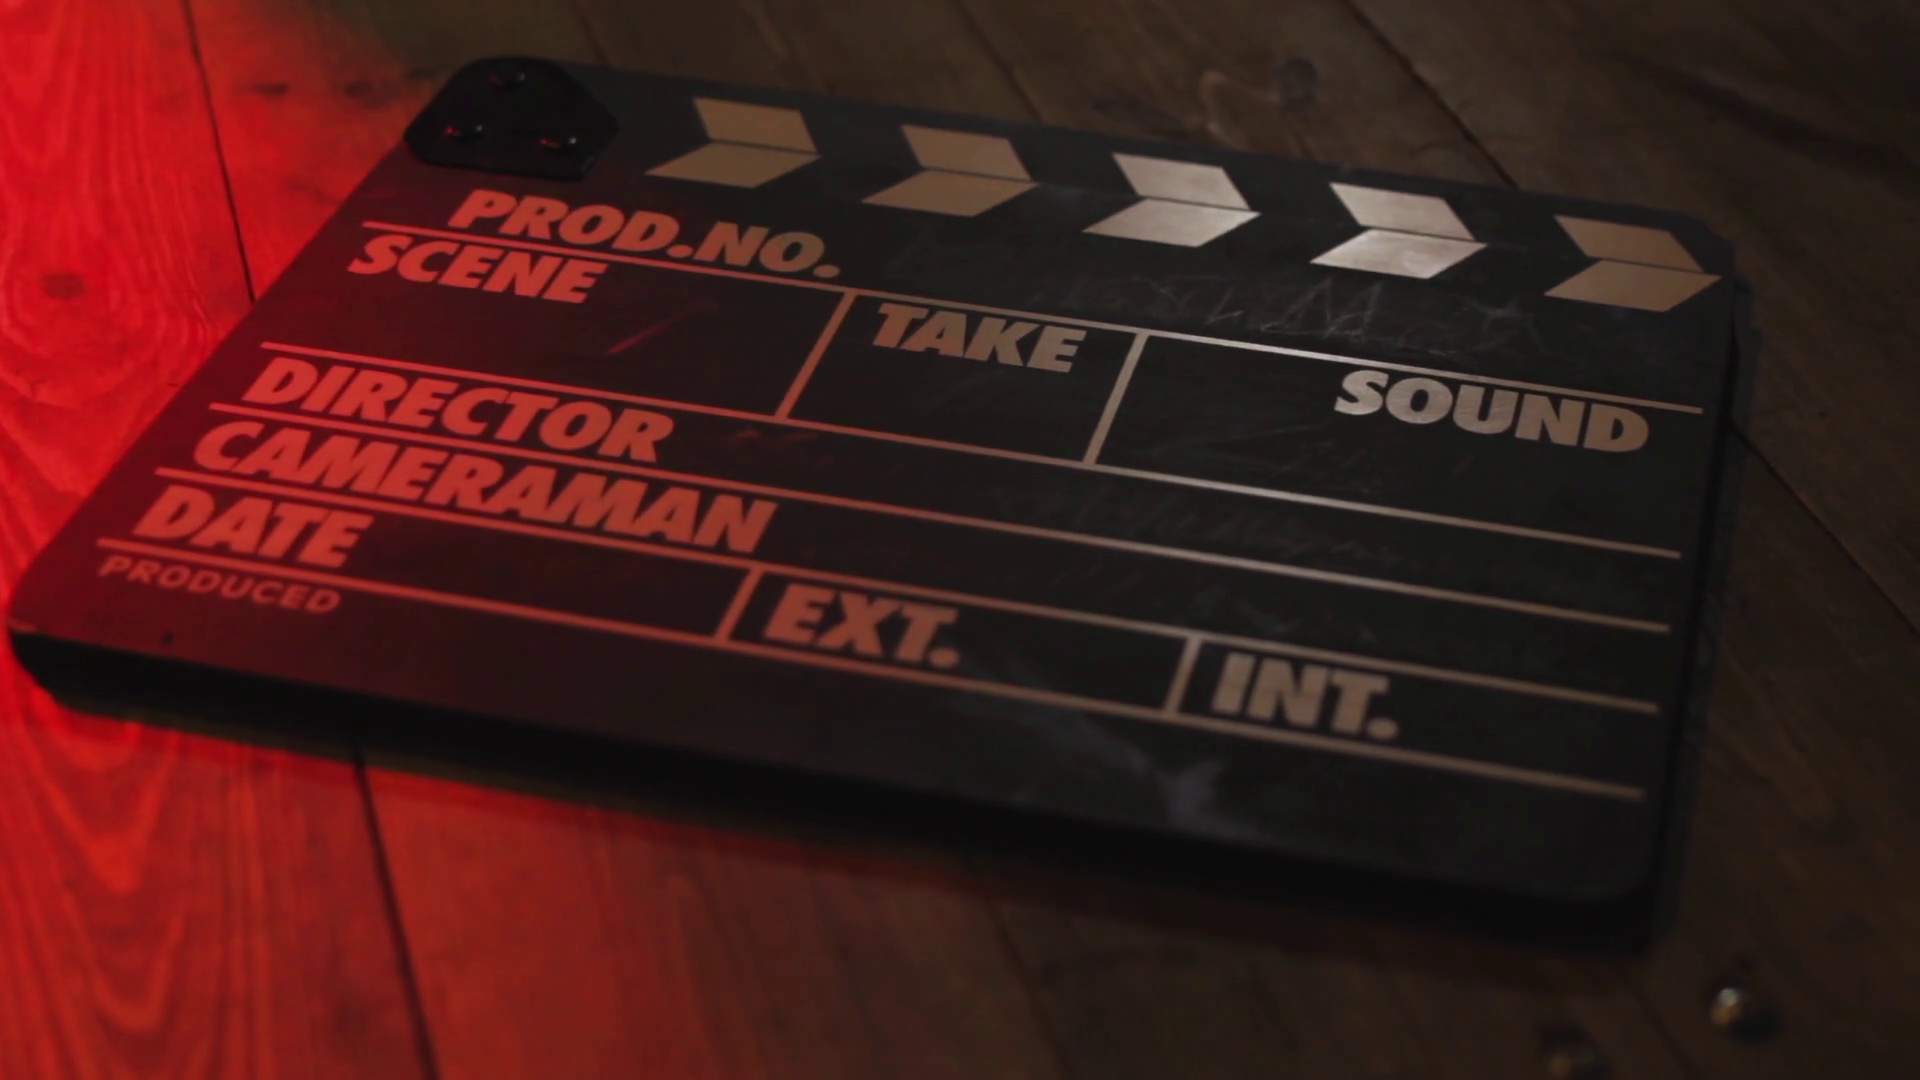 PROD.NO.
SCENE
TAKE
SOUND
DIRECTOR
CAMERAMAN
DATE
EXT.
INT.
PRODUCED